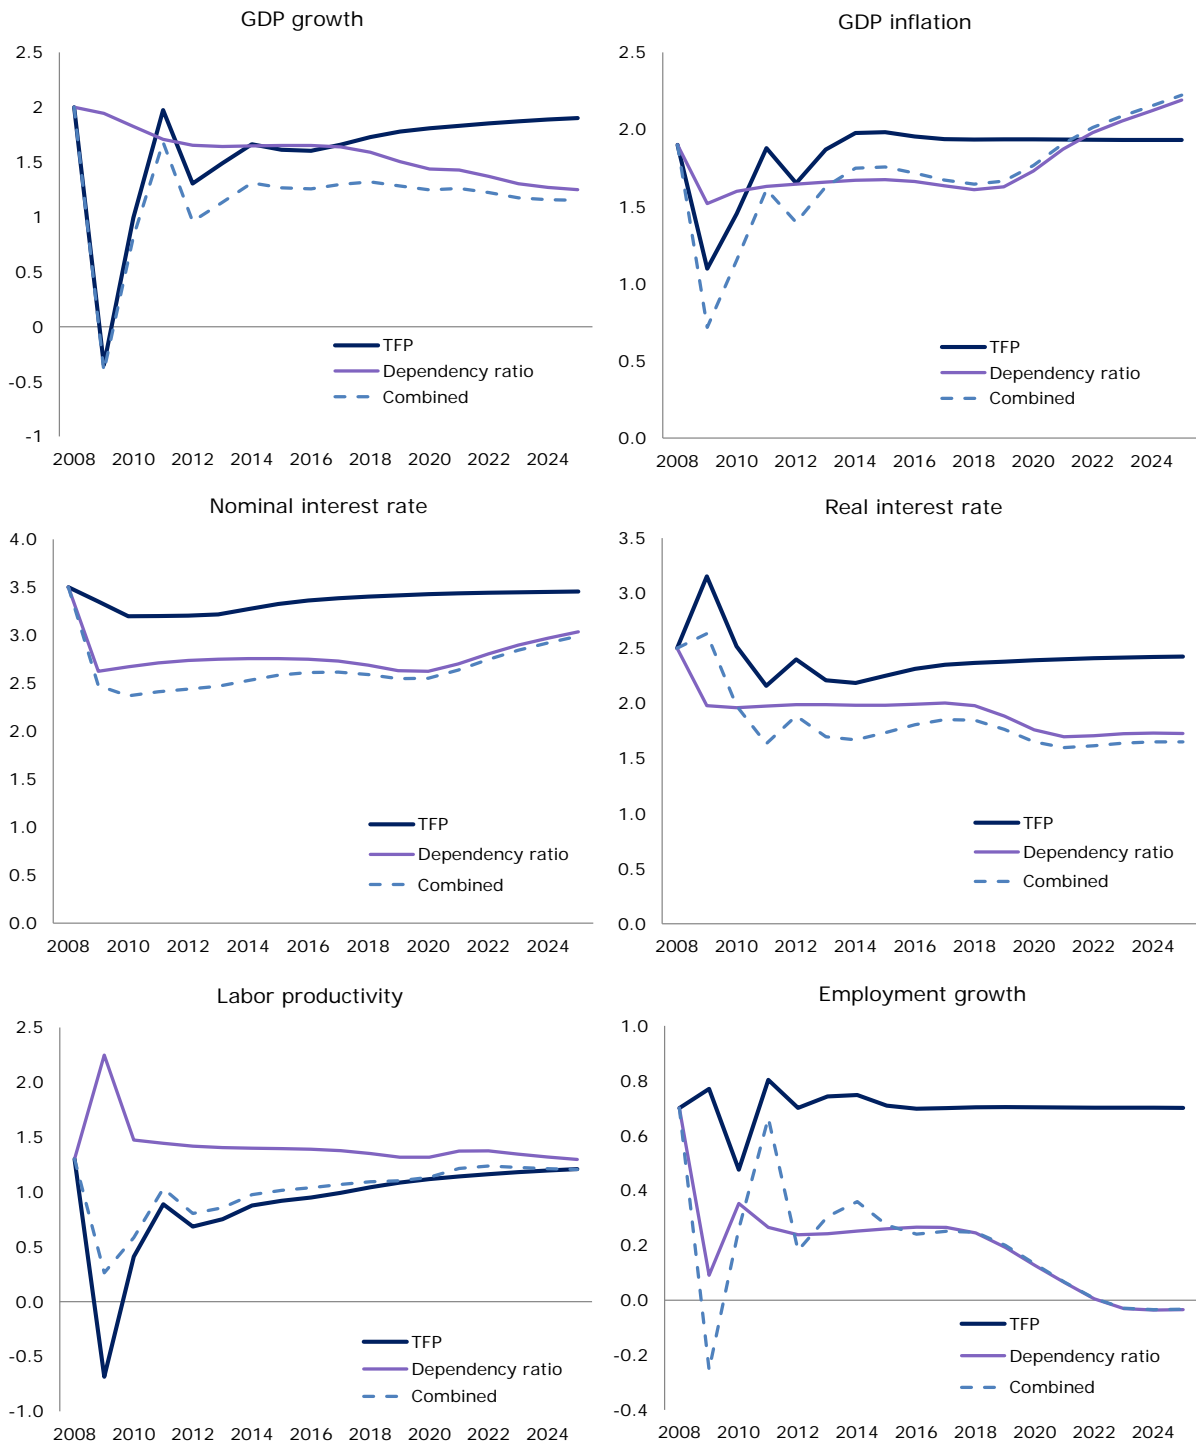 GDP growth
2.5
2
1.5
1
0.5
0
-0.5
-1
TFP
Dependency ratio
Combined
2008 2010 2012 2014 2016 2018 2020 2022 2024
GDP inflation
2.5
2.0
1.5
1.0
0.5
0.0
TFP
Dependency ratio
Combined
2008 2010 2012 2014 2016 2018 2020 2022 2024
Nominal interest rate
4.0
3.5
3.0
2.5
2.0
1.5
1.0
0.5
0.0
TFP
Dependency ratio
Combined
2008 2010 2012 2014 2016 2018 2020 2022 2024
Real interest rate
3.5
3.0
2.5
2.0
1.5
1.0
0.5
0.0
TFP
Dependency ratio
Combined
2008 2010 2012 2014 2016 2018 2020 2022 2024
Labor productivity
2.5
2.0
1.5
1.0
0.5
0.0
-0.5
-1.0
TFP
Dependency ratio
Combined
2008 2010 2012 2014 2016 2018 2020 2022 2024
Employment growth
1.0
0.8
0.6
0.4
0.2
0.0
-0.2
-0.4
TFP
Dependency ratio
Combined
2008 2010 2012 2014 2016 2018 2020 2022 2024